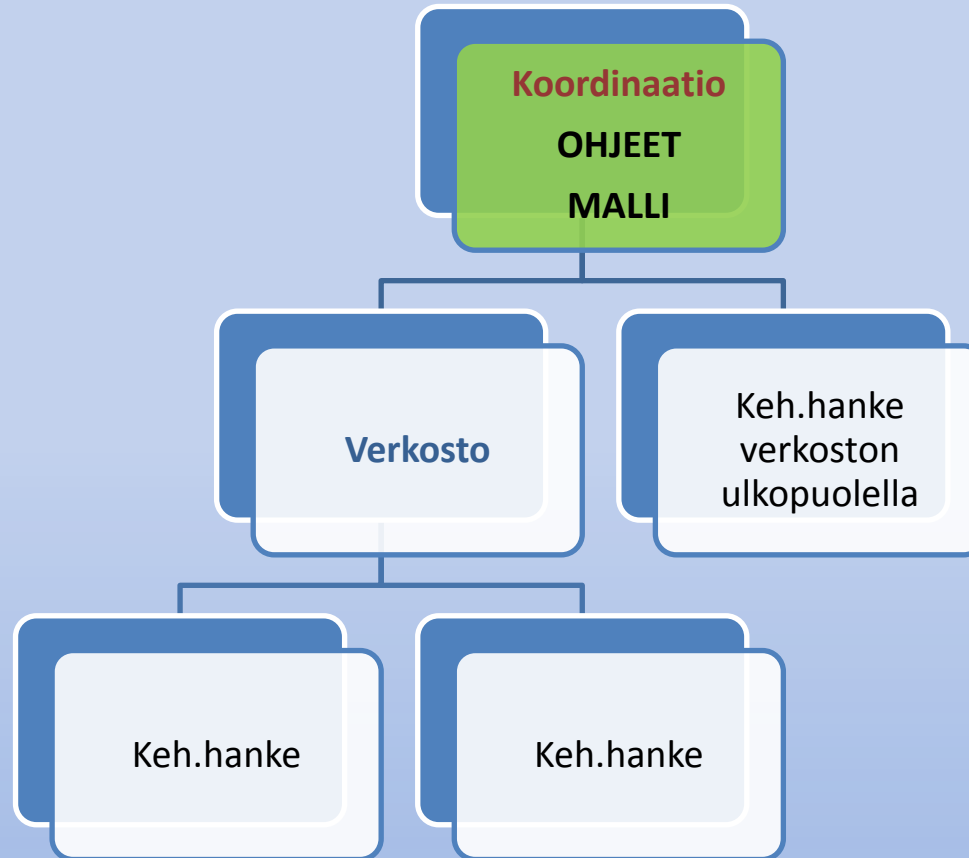 Koordinaatio
OHJEET
MALLI
Verkosto
Keh.hanke
verkoston
ulkopuolella
Keh.hanke
Keh.hanke